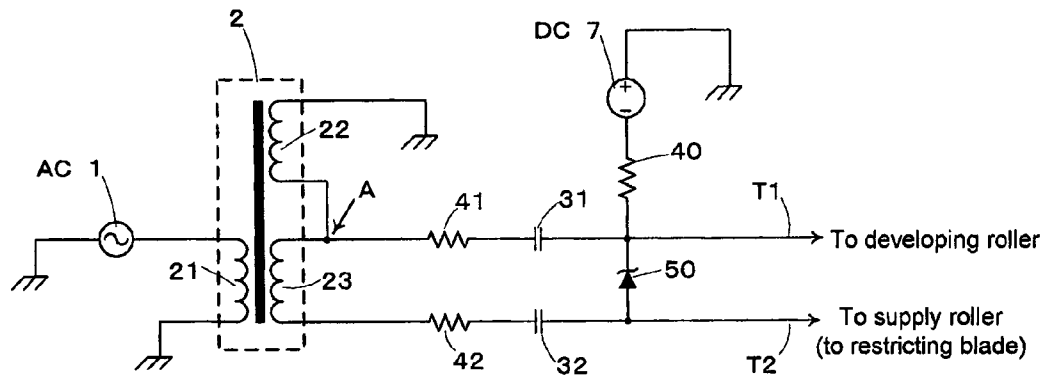 2
DC 7
+
-
22
40
AC 1
A
41
31
T1
To developing roller
21
23
50
42
32
T2
To supply roller
(to restricting blade)